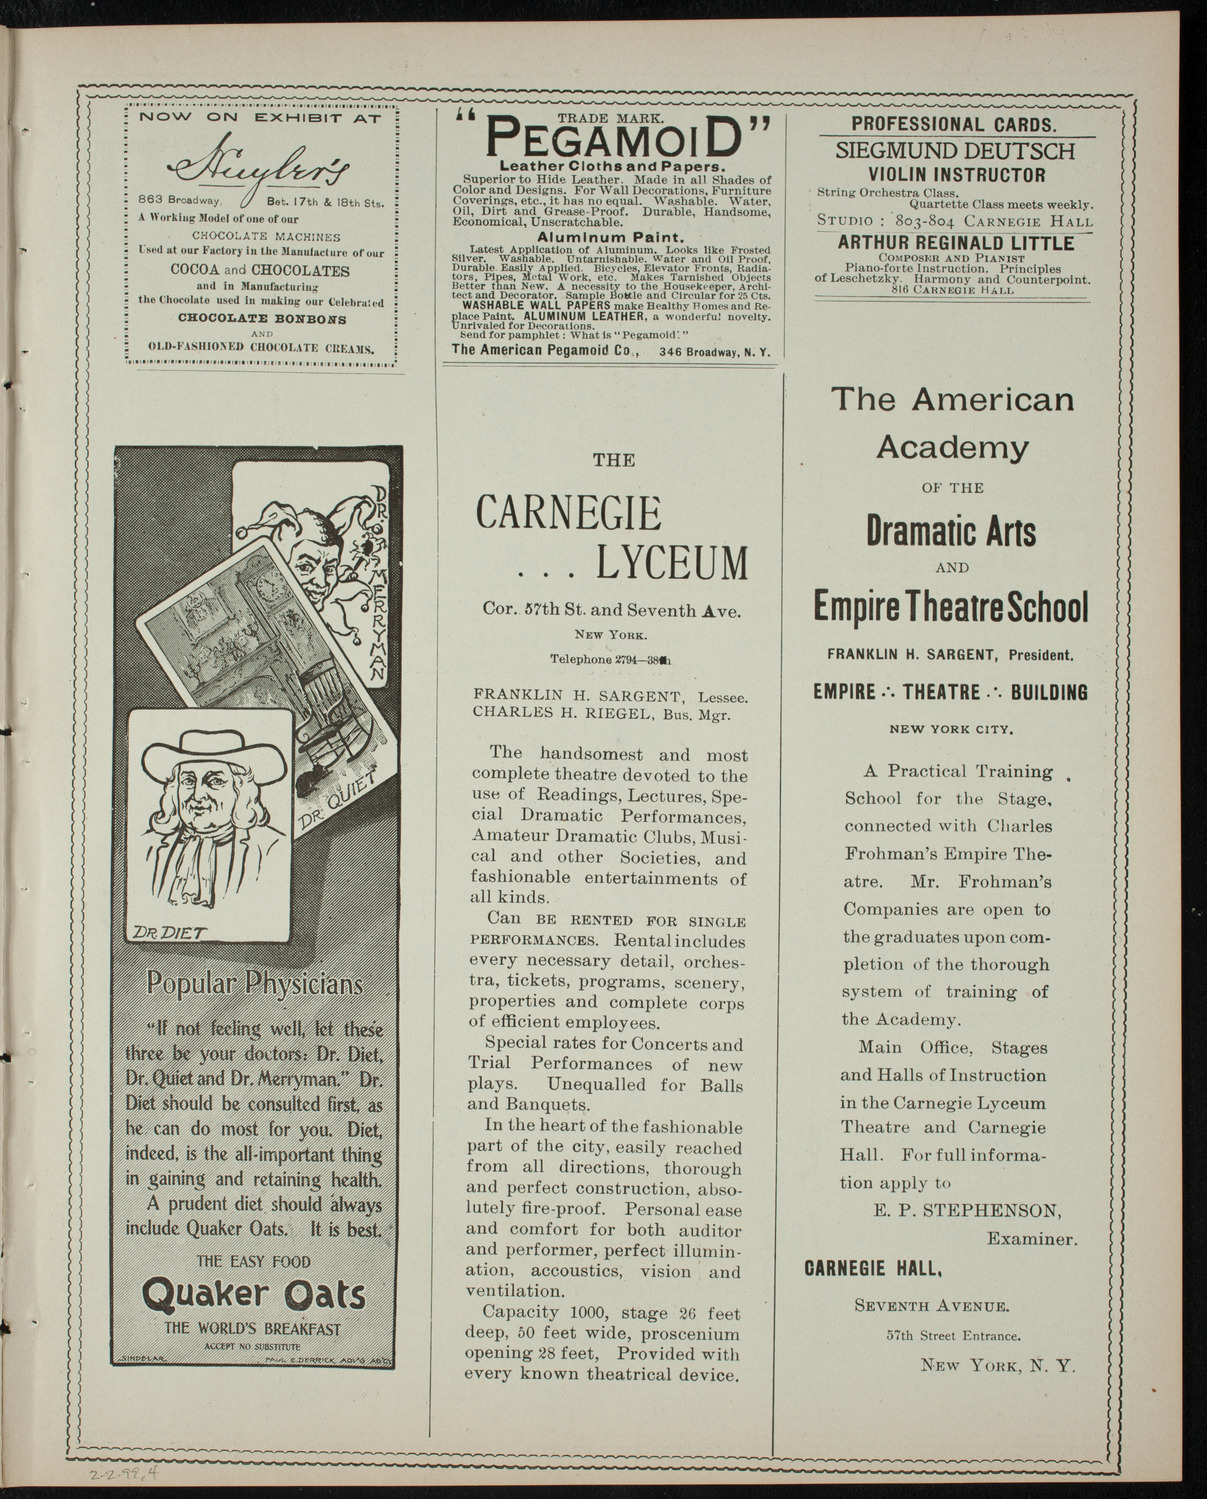 NOW ON EXHIBIT AT
Huyler's
863 Broadway, Bet. 17th & 18th Sts.
A Working Model of one of our
CHOCOLATE MACHINES
Used at our Factory in the Manufacture of our
COCOA and CHOCOLATES
and in Manufacturing
the Chocolate used in making our Celebrated
CHOCOLATE BONBONS
AND
OLD-FASHIONED CHOCOLATE CREAMS.
DR. MERRYMAN
DR. QUIET
DR. DIET
Popular Physicians
"If not feeling well, let these
three be your doctors: Dr. Diet,
Dr. Quiet and Dr. Merryman." Dr.
Diet should be consulted first, as
he can do most for you. Diet,
indeed, is the all-important thing
in gaining and retaining health.
A prudent diet should always
include Quaker Oats. It is best.
THE EASY FOOD
Quaker Oats
THE WORLD'S BREAKFAST
ACCEPT NO SUBSTITUTE
SINDELAR. PAUL E. DERRICK, ADV'G AG'CY
TRADE MARK.
"PEGAMOID"
Leather Cloths and Papers.
Superior to Hide Leather. Made in all Shades of
Color and Designs. For Wall Decorations, Furniture
Coverings, etc., it has no equal. Washable. Water,
Oil, Dirt and Grease-Proof. Durable, Handsome,
Economical, Unscratchable.
Aluminum Paint.
Latest Application of Aluminum. Looks like Frosted
Silver. Washable. Untarnishable. Water and Oil Proof,
Durable. Easily Applied. Bicycles, Elevator Fronts, Radia-
tors, Pipes, Metal Work, etc. Makes Tarnished Objects
Better than New. A necessity to the Housekeeper, Archi-
tect and Decorator. Sample Bottle and Circular for 25 Cts.
WASHABLE WALL PAPERS make Healthy Homes and Re-
place Paint. ALUMINUM LEATHER, a wonderful novelty.
Unrivaled for Decorations.
Send for pamphlet: What is "Pegamoid."
The American Pegamoid Co., 346 Broadway, N. Y.
THE
CARNEGIE
. . . LYCEUM
Cor. 57th St. and Seventh Ave.
NEW YORK.
Telephone 2794—38th
FRANKLIN H. SARGENT, Lessee.
CHARLES H. RIEGEL, Bus. Mgr.
The handsomest and most
complete theatre devoted to the
use of Readings, Lectures, Spe-
cial Dramatic Performances,
Amateur Dramatic Clubs, Musi-
cal and other Societies, and
fashionable entertainments of
all kinds.
Can BE RENTED FOR SINGLE
PERFORMANCES. Rental includes
every necessary detail, orches-
tra, tickets, programs, scenery,
properties and complete corps
of efficient employees.
Special rates for Concerts and
Trial Performances of new
plays. Unequalled for Balls
and Banquets.
In the heart of the fashionable
part of the city, easily reached
from all directions, thorough
and perfect construction, abso-
lutely fire-proof. Personal ease
and comfort for both auditor
and performer, perfect illumin-
ation, accoustics, vision and
ventilation.
Capacity 1000, stage 26 feet
deep, 50 feet wide, proscenium
opening 28 feet, Provided with
every known theatrical device.
PROFESSIONAL CARDS.
SIEGMUND DEUTSCH
VIOLIN INSTRUCTOR
String Orchestra Class.
Quartette Class meets weekly.
STUDIO : 803-804 CARNEGIE HALL
ARTHUR REGINALD LITTLE
COMPOSER AND PIANIST
Piano-forte Instruction. Principles
of Leschetzky. Harmony and Counterpoint.
816 CARNEGIE HALL
The American
Academy
OF THE
Dramatic Arts
AND
Empire Theatre School
FRANKLIN H. SARGENT, President.
EMPIRE ∴ THEATRE ∴ BUILDING
NEW YORK CITY.
A Practical Training
School for the Stage,
connected with Charles
Frohman's Empire The-
atre. Mr. Frohman's
Companies are open to
the graduates upon com-
pletion of the thorough
system of training of
the Academy.
Main Office, Stages
and Halls of Instruction
in the Carnegie Lyceum
Theatre and Carnegie
Hall. For full informa-
tion apply to
E. P. STEPHENSON,
Examiner.
CARNEGIE HALL,
SEVENTH AVENUE.
57th Street Entrance.
NEW YORK, N. Y.
2-2-99, 4